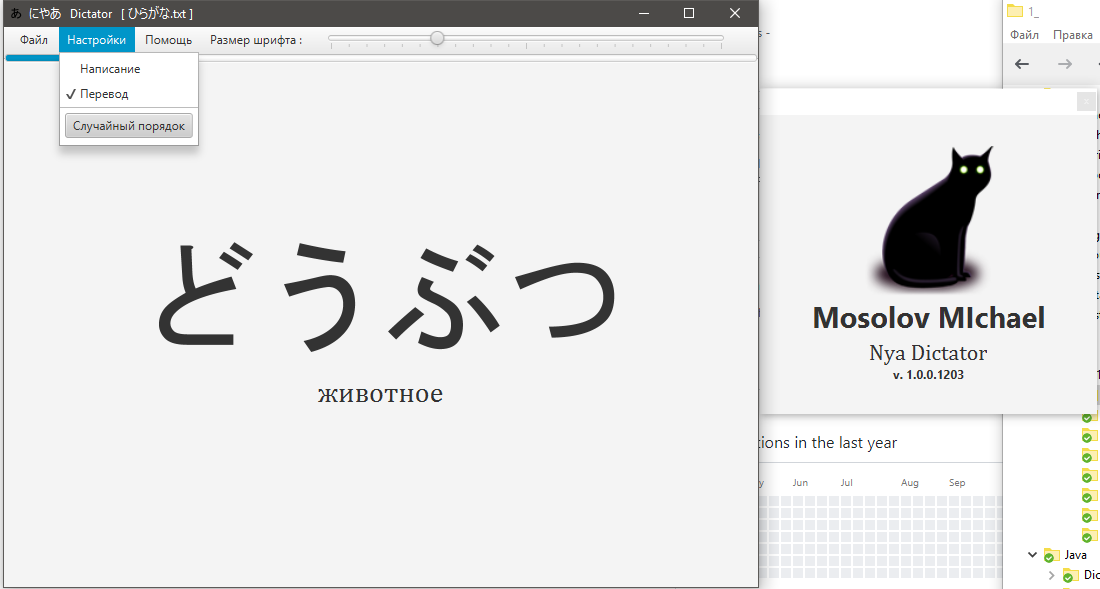 あ にやあ Dictator [ ひらがな.txt ]
Файл Настройки Помощь Размер шрифта :
Написание
✓ Перевод
Случайный порядок
どうぶつ
животное
1_
Файл Правка
Mosolov MIchael
Nya Dictator
v. 1.0.0.1203
tions in the last year
Jun Jul Aug Sep
Java